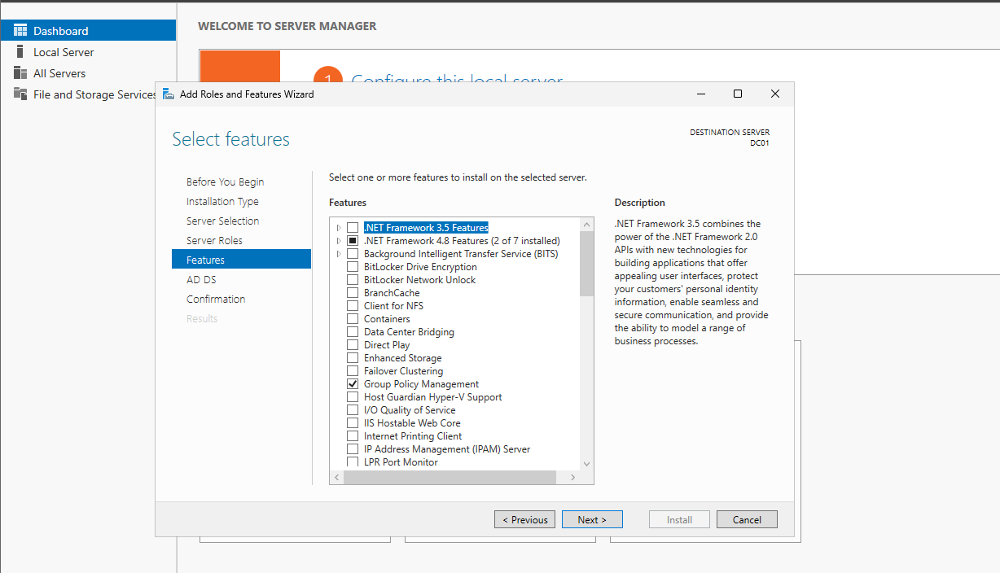 Dashboard
Local Server
All Servers
File and Storage Services
WELCOME TO SERVER MANAGER
1 Configure this local server
Add Roles and Features Wizard
Select features
DESTINATION SERVER
DC01
Before You Begin
Installation Type
Server Selection
Server Roles
Features
AD DS
Confirmation
Results
Select one or more features to install on the selected server.
Features
.NET Framework 3.5 Features
.NET Framework 4.8 Features (2 of 7 installed)
Background Intelligent Transfer Service (BITS)
BitLocker Drive Encryption
BitLocker Network Unlock
BranchCache
Client for NFS
Containers
Data Center Bridging
Direct Play
Enhanced Storage
Failover Clustering
Group Policy Management
Host Guardian Hyper-V Support
I/O Quality of Service
IIS Hostable Web Core
Internet Printing Client
IP Address Management (IPAM) Server
LPR Port Monitor
Description
.NET Framework 3.5 combines the
power of the .NET Framework 2.0
APIs with new technologies for
building applications that offer
appealing user interfaces, protect
your customers' personal identity
information, enable seamless and
secure communication, and provide
the ability to model a range of
business processes.
< Previous
Next >
Install
Cancel